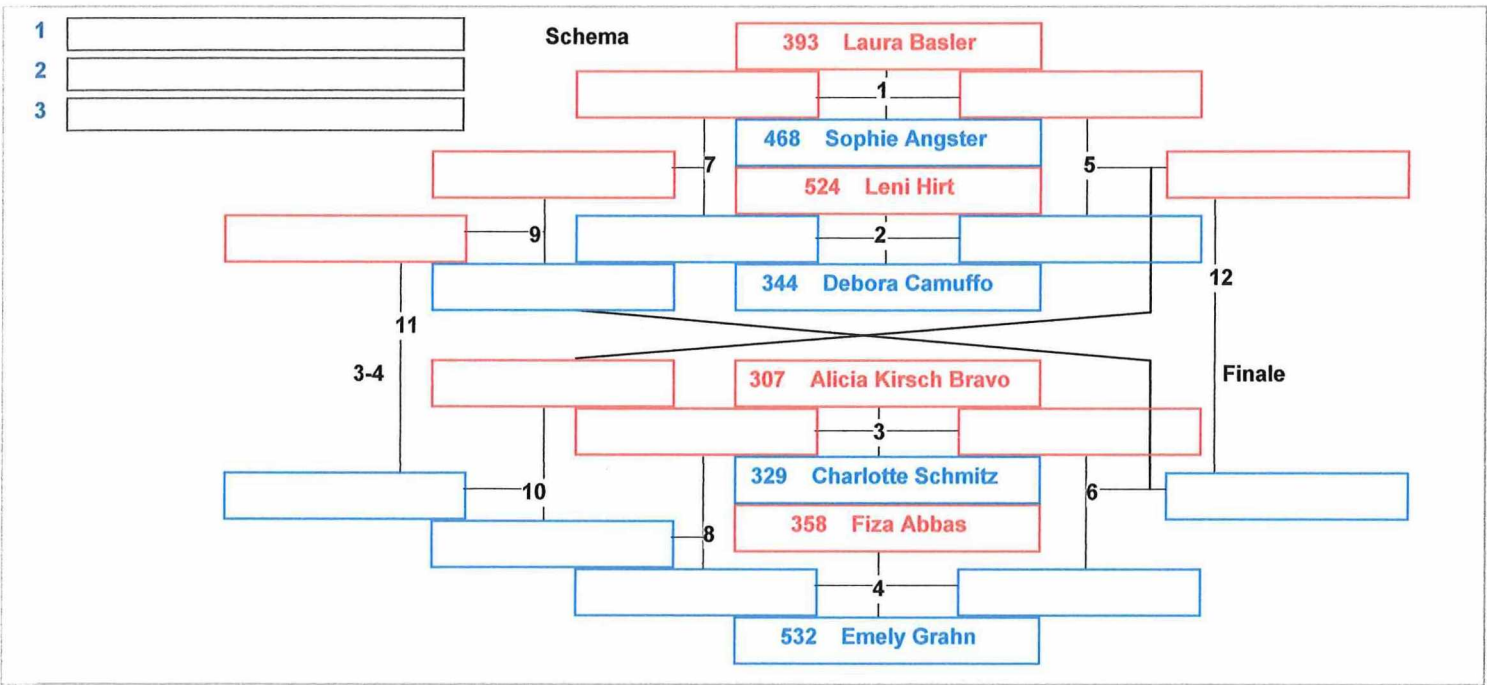 1
Schema
393 Laura Basler
2
1
3
468 Sophie Angster
7
5
524 Leni Hirt
9
2
12
344 Debora Camuffo
11
3-4
307 Alicia Kirsch Bravo
Finale
3
329 Charlotte Schmitz
10
6
358 Fiza Abbas
8
4
532 Emely Grahn